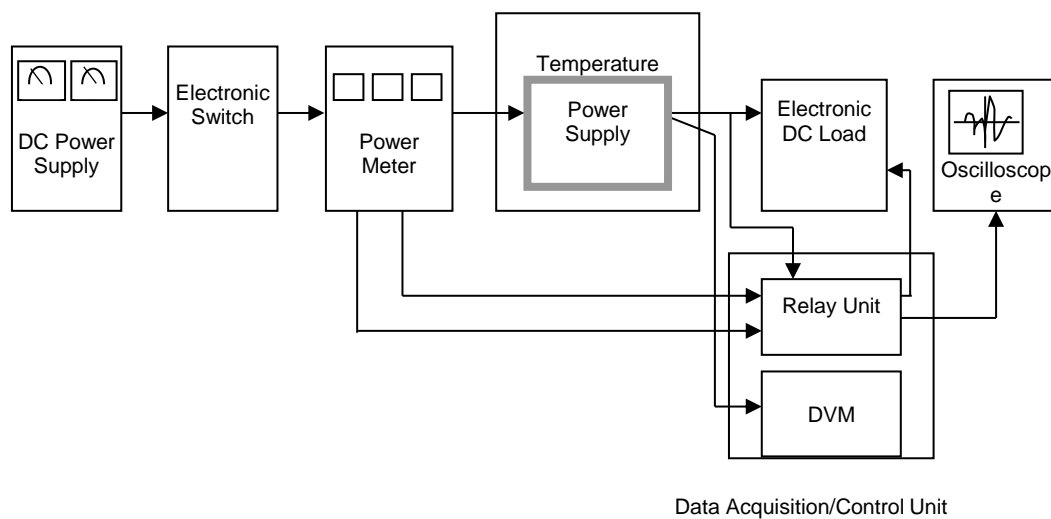 DC Power
Supply
Electronic
Switch
Power
Meter
Temperature
Power
Supply
Electronic
DC Load
Oscilloscop
e
Relay Unit
DVM
Data Acquisition/Control Unit